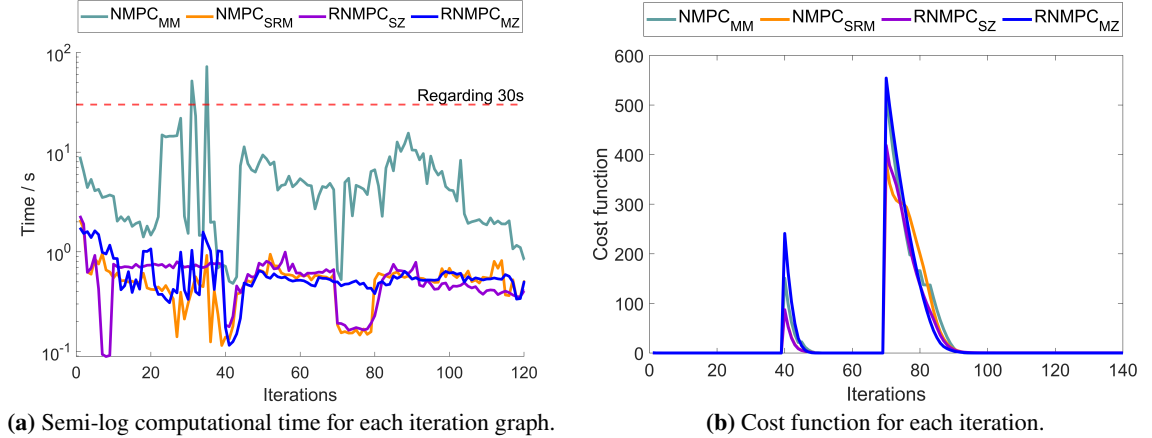 NMPC_MM NMPC_SRM RNMPC_SZ RNMPC_MZ
10^2
10^1
10^0
10^-1
Time / s
Regarding 30s
0 20 40 60 80 100 120
Iterations
(a) Semi-log computational time for each iteration graph.
NMPC_MM NMPC_SRM RNMPC_SZ RNMPC_MZ
600
500
400
300
200
100
0
Cost function
0 20 40 60 80 100 120 140
Iterations
(b) Cost function for each iteration.